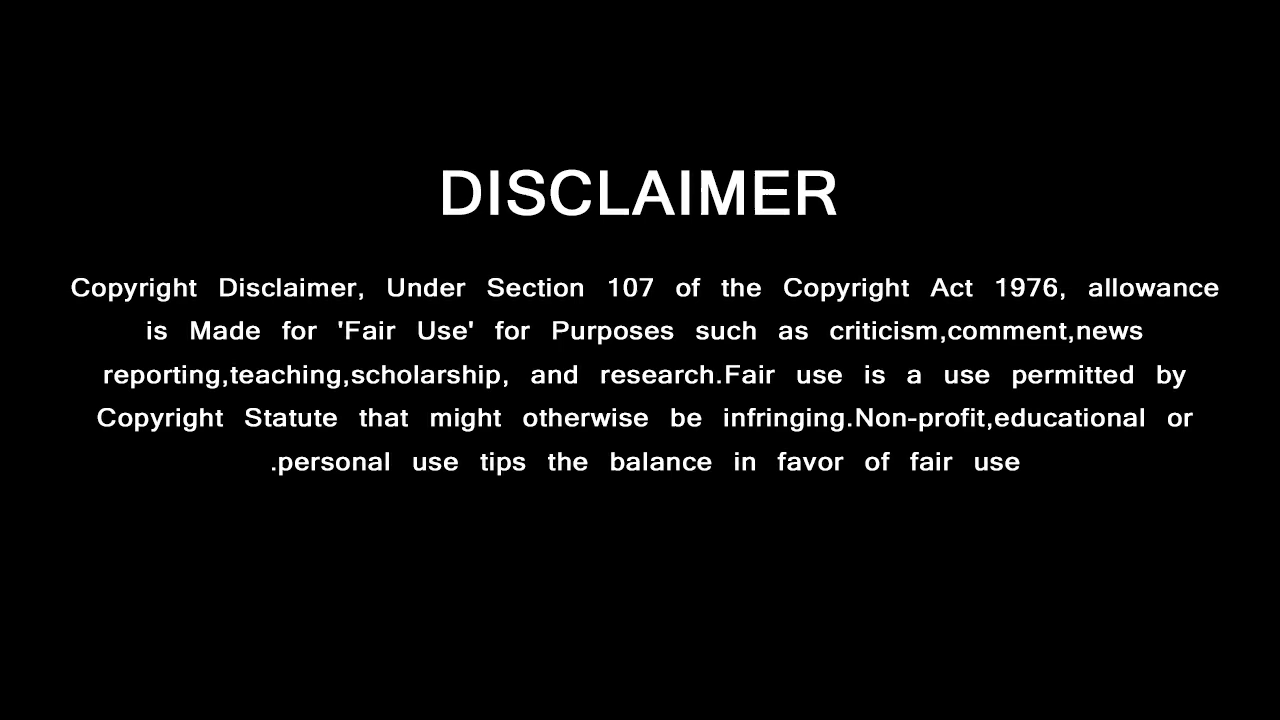 DISCLAIMER
Copyright Disclaimer, Under Section 107 of the Copyright Act 1976, allowance
is Made for 'Fair Use' for Purposes such as criticism,comment,news
reporting,teaching,scholarship, and research.Fair use is a use permitted by
Copyright Statute that might otherwise be infringing.Non-profit,educational or
.personal use tips the balance in favor of fair use